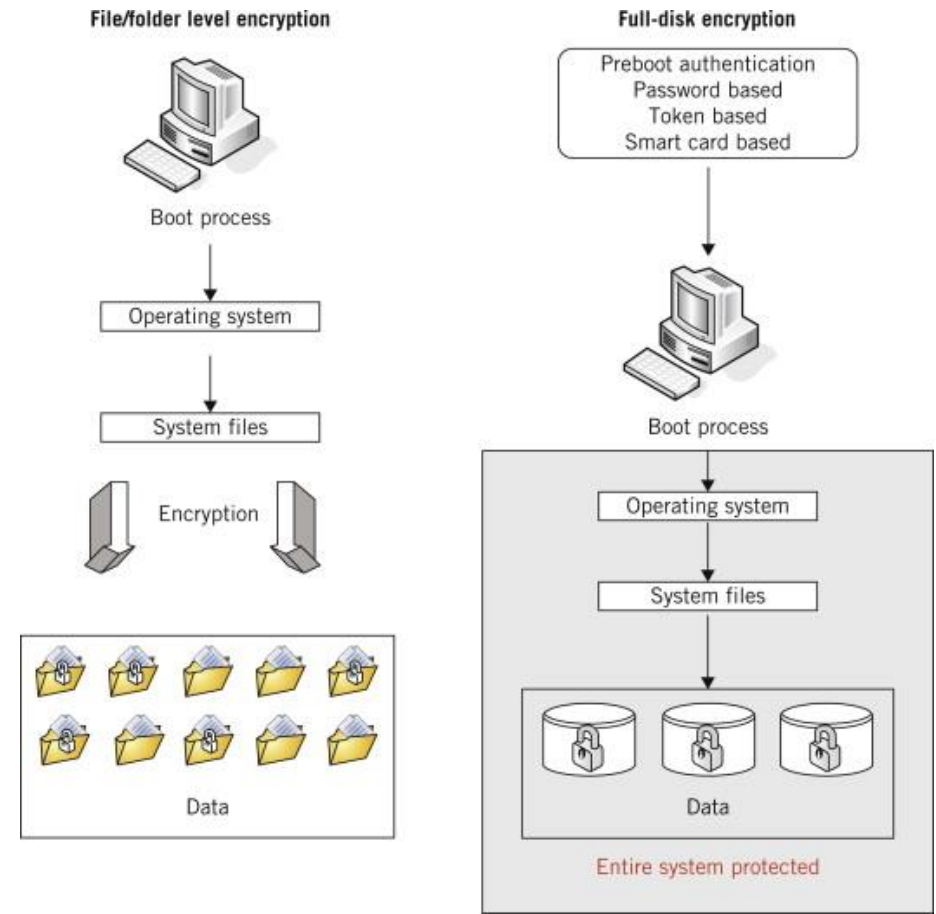 File/folder level encryption
Boot process
Operating system
System files
Encryption
Data
Full-disk encryption
Preboot authentication
Password based
Token based
Smart card based
Boot process
Operating system
System files
Data
Entire system protected